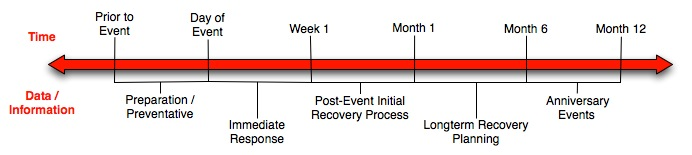 Prior to
Event
Day of
Event
Week 1
Month 1
Month 6
Month 12
Time
Data /
Information
Preparation /
Preventative
Immediate
Response
Post-Event Initial
Recovery Process
Longterm Recovery
Planning
Anniversary
Events